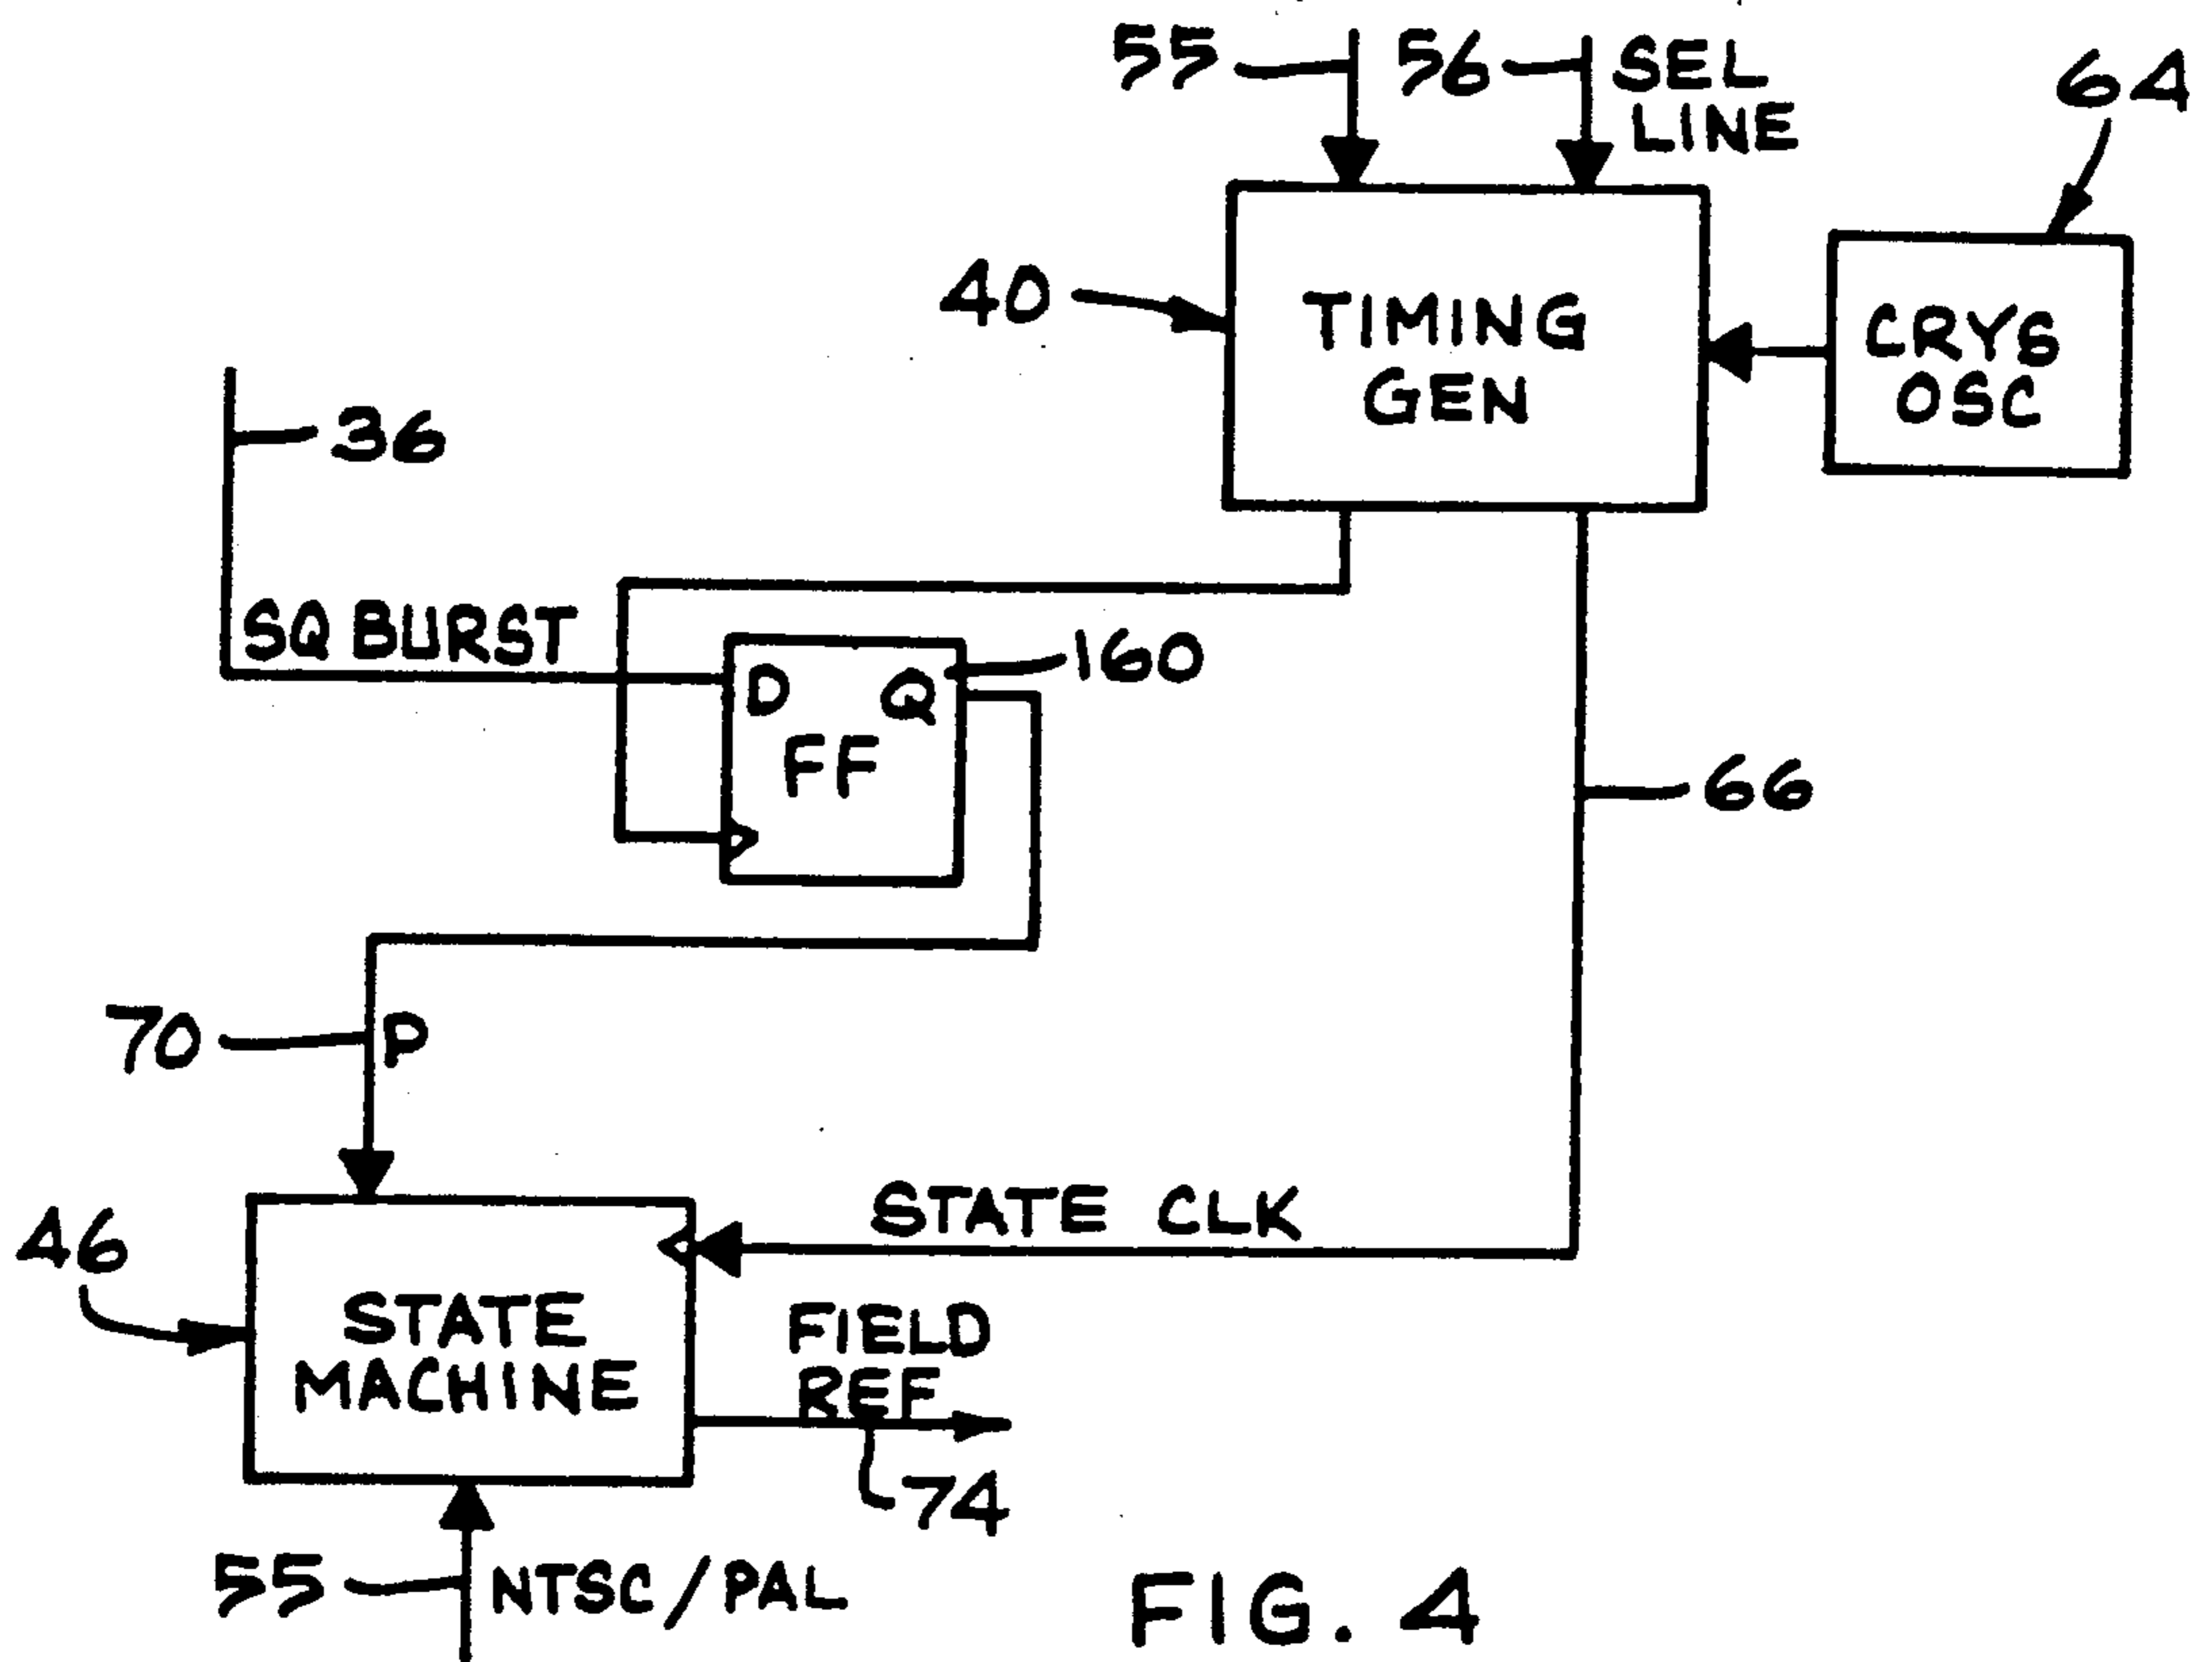 55
56
SEL
LINE
64
40
TIMING
GEN
CRYS
OSC
36
SQ BURST
D
Q
FF
160
66
70
P
46
STATE CLK
STATE
MACHINE
FIELD
REF
74
55
NTSC/PAL
FIG. 4